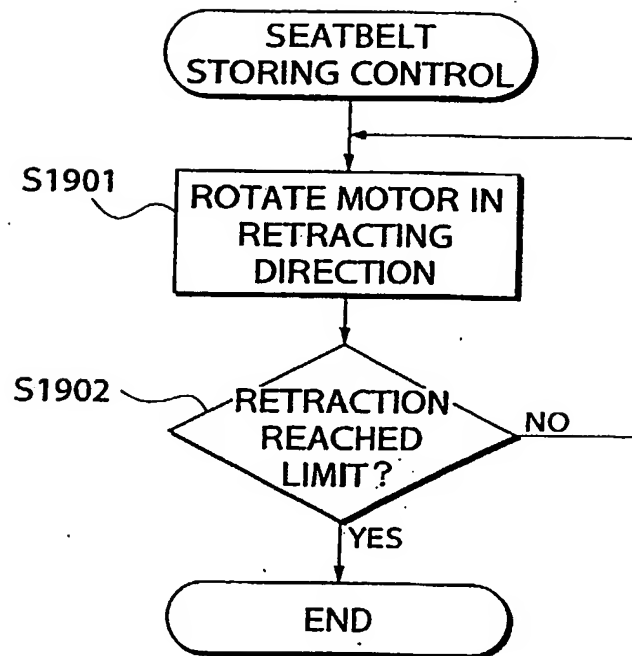 SEATBELT
STORING CONTROL
S1901
ROTATE MOTOR IN
RETRACTING
DIRECTION
S1902
RETRACTION
REACHED
LIMIT?
NO
YES
END